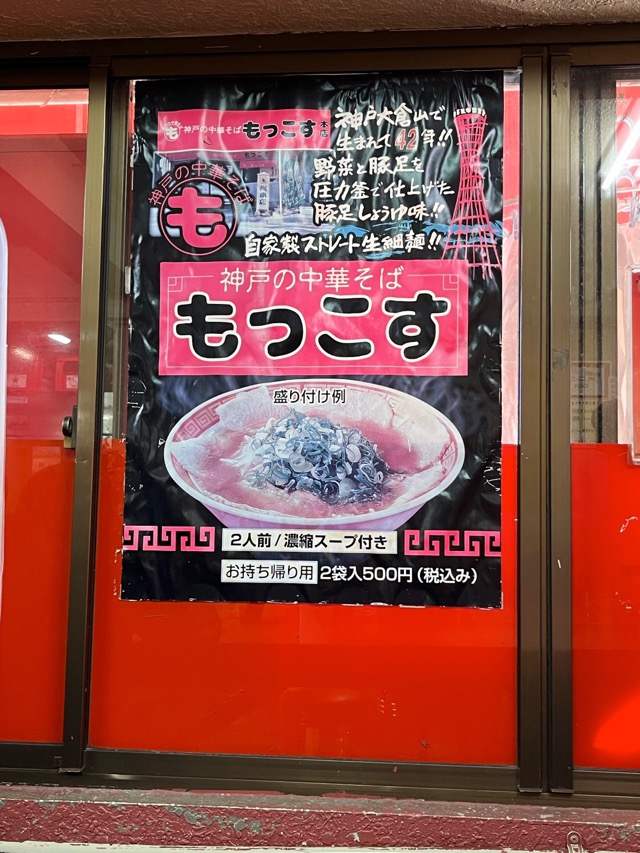 も 神戸の中華そば もっこす 本店
神戸大倉山で
生まれて42年!!
野菜と豚足を
圧力釜で仕上げた
豚足しょうゆ味!!
自家製ストレート生細麺!!
神戸の中華そば
も
KOBE
神戸の中華そば
もっこす
盛り付け例
2人前/濃縮スープ付き
お持ち帰り用 2袋入500円(税込み)